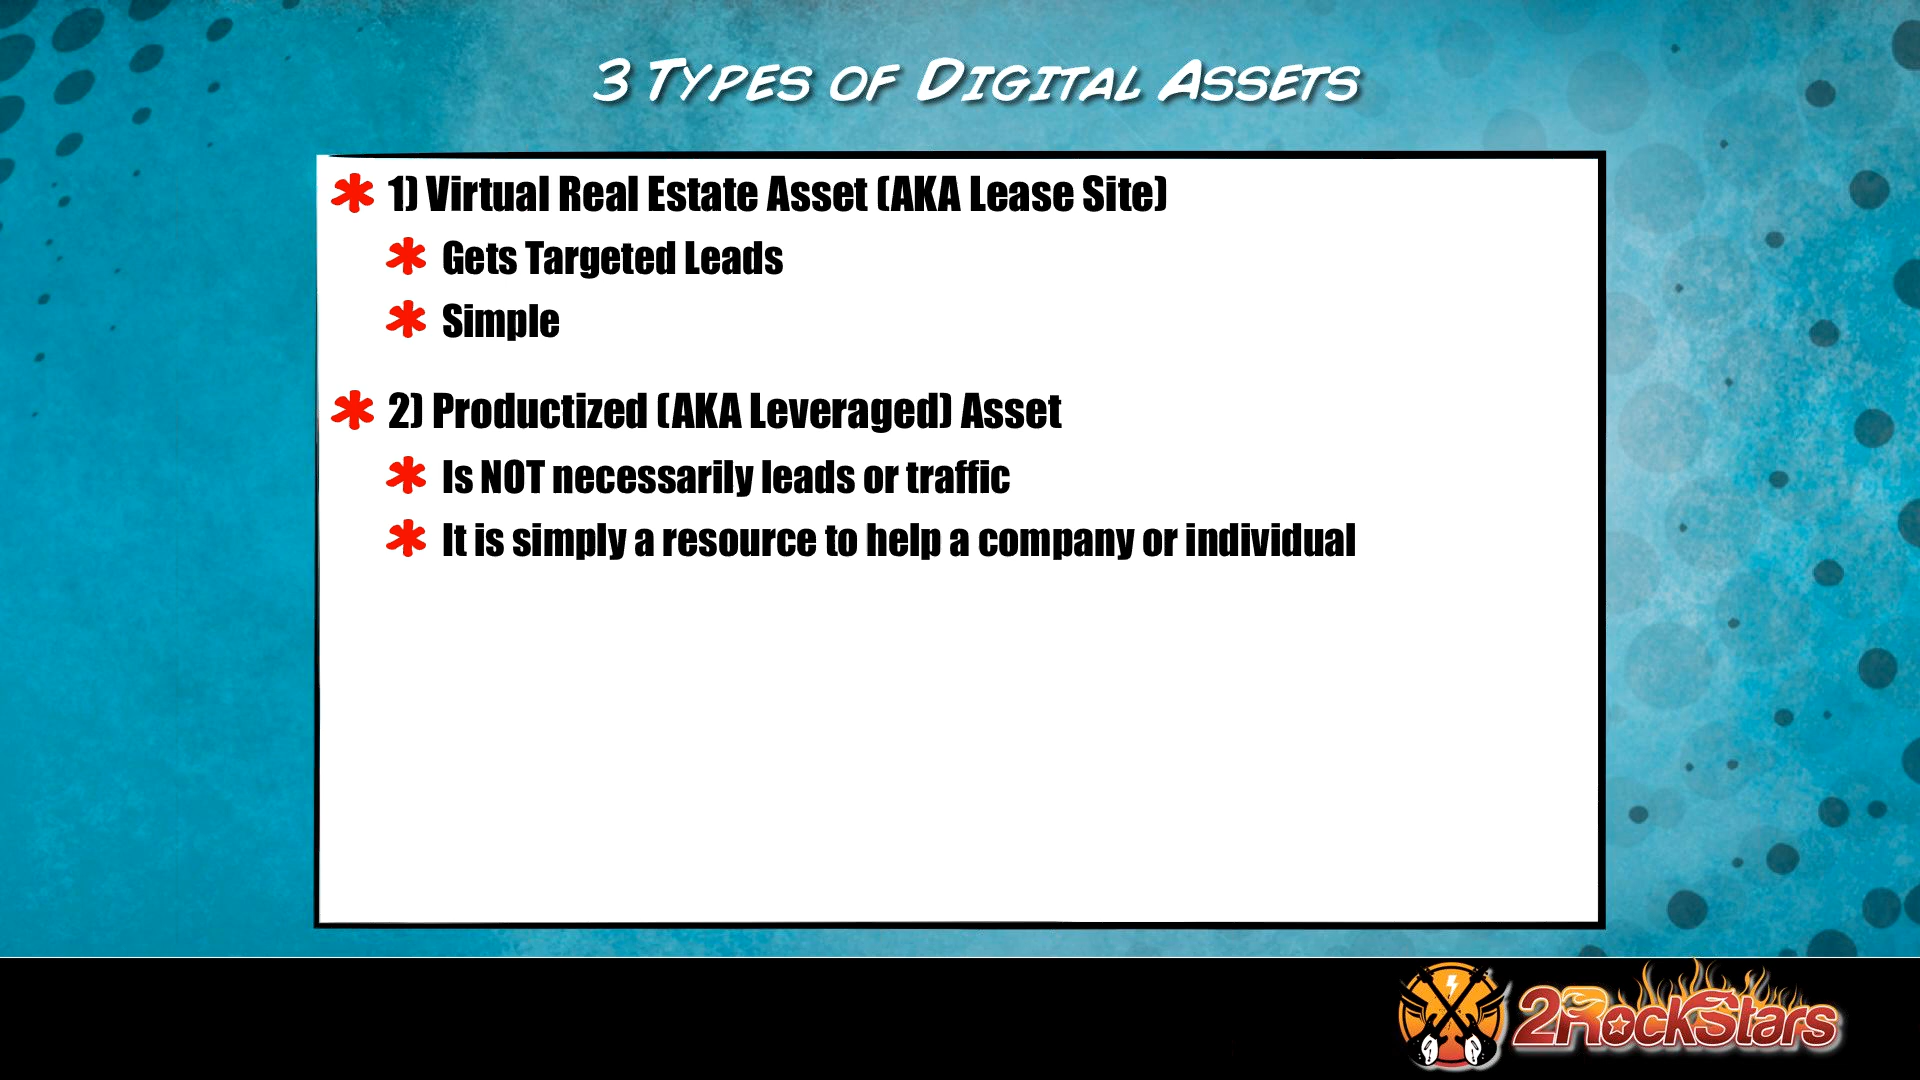 3 Types of Digital Assets
1) Virtual Real Estate Asset (AKA Lease Site)
Gets Targeted Leads
Simple
2) Productized (AKA Leveraged) Asset
Is NOT necessarily leads or traffic
It is simply a resource to help a company or individual
2RockStars